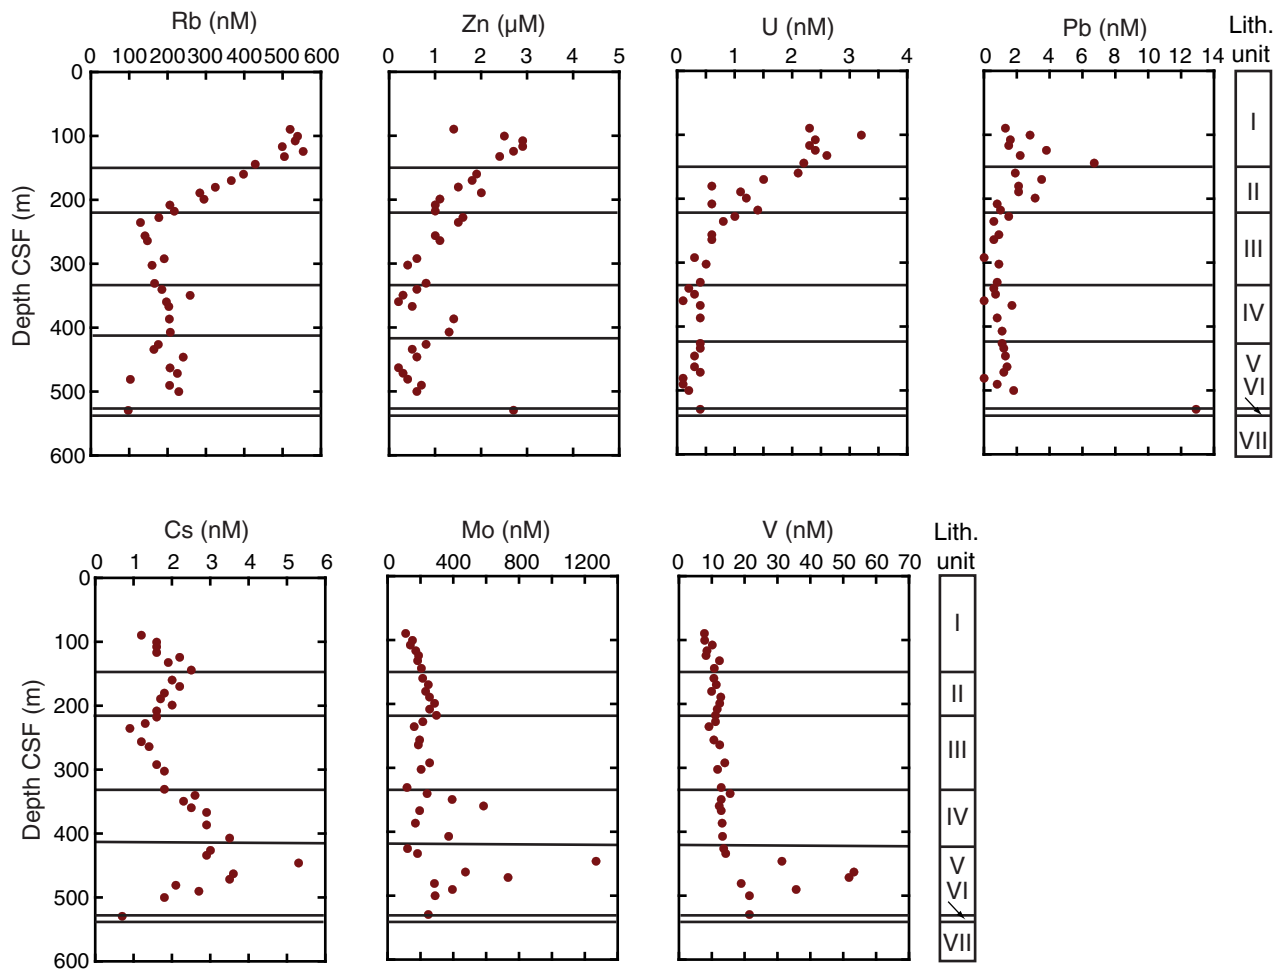 Rb (nM) Zn (µM) U (nM) Pb (nM) Lith.
unit
0 100 200 300 400 500 600 0 1 2 3 4 5 0 1 2 3 4 0 2 4 6 8 10 12 14
0
100
200
300
400
500
600
Depth CSF (m)
I
II
III
IV
V
VI
VII
Cs (nM) Mo (nM) V (nM) Lith.
unit
0 1 2 3 4 5 6 0 400 800 1200 0 10 20 30 40 50 60 70
0
100
200
300
400
500
600
Depth CSF (m)
I
II
III
IV
V
VI
VII